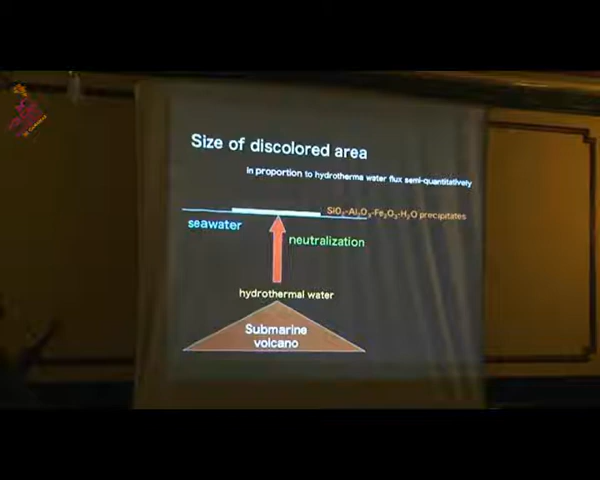 Size of discolored area
In proportion to hydrotherma water flux semi-quantitatively
SiO₂-Al₂O₃-Fe₂O₃-H₂O precipitates
seawater
neutralization
hydrothermal water
Submarine
volcano